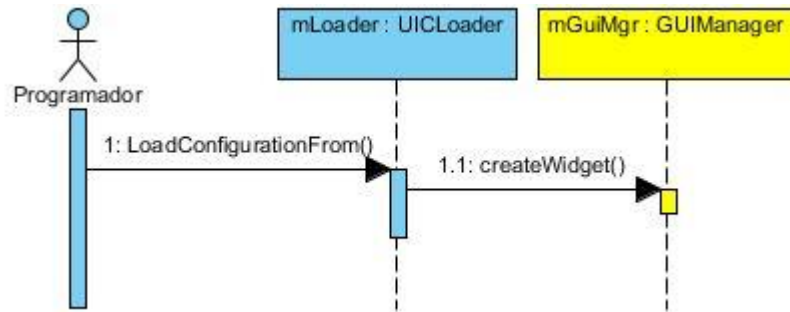 mLoader : UICLoader
mGuiMgr : GUIManager
Programador
1: LoadConfigurationFrom()
1.1: createWidget()